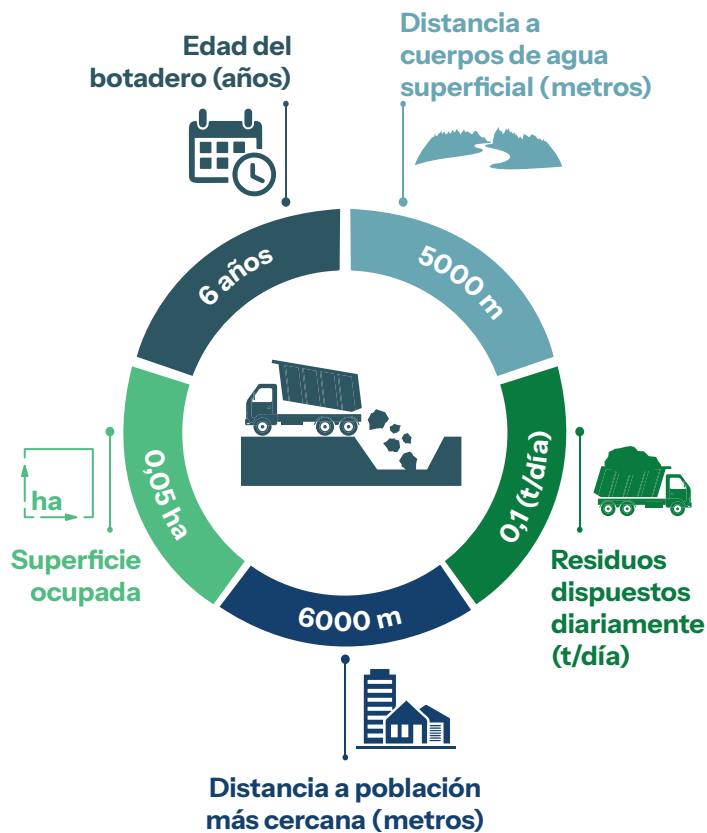 Edad del
botadero (años)
Distancia a
cuerpos de agua
superficial (metros)
6 años
5000 m
0,05 ha
0,1 (t/día)
6000 m
ha
Superficie
ocupada
Residuos
dispuestos
diariamente
(t/día)
Distancia a población
más cercana (metros)